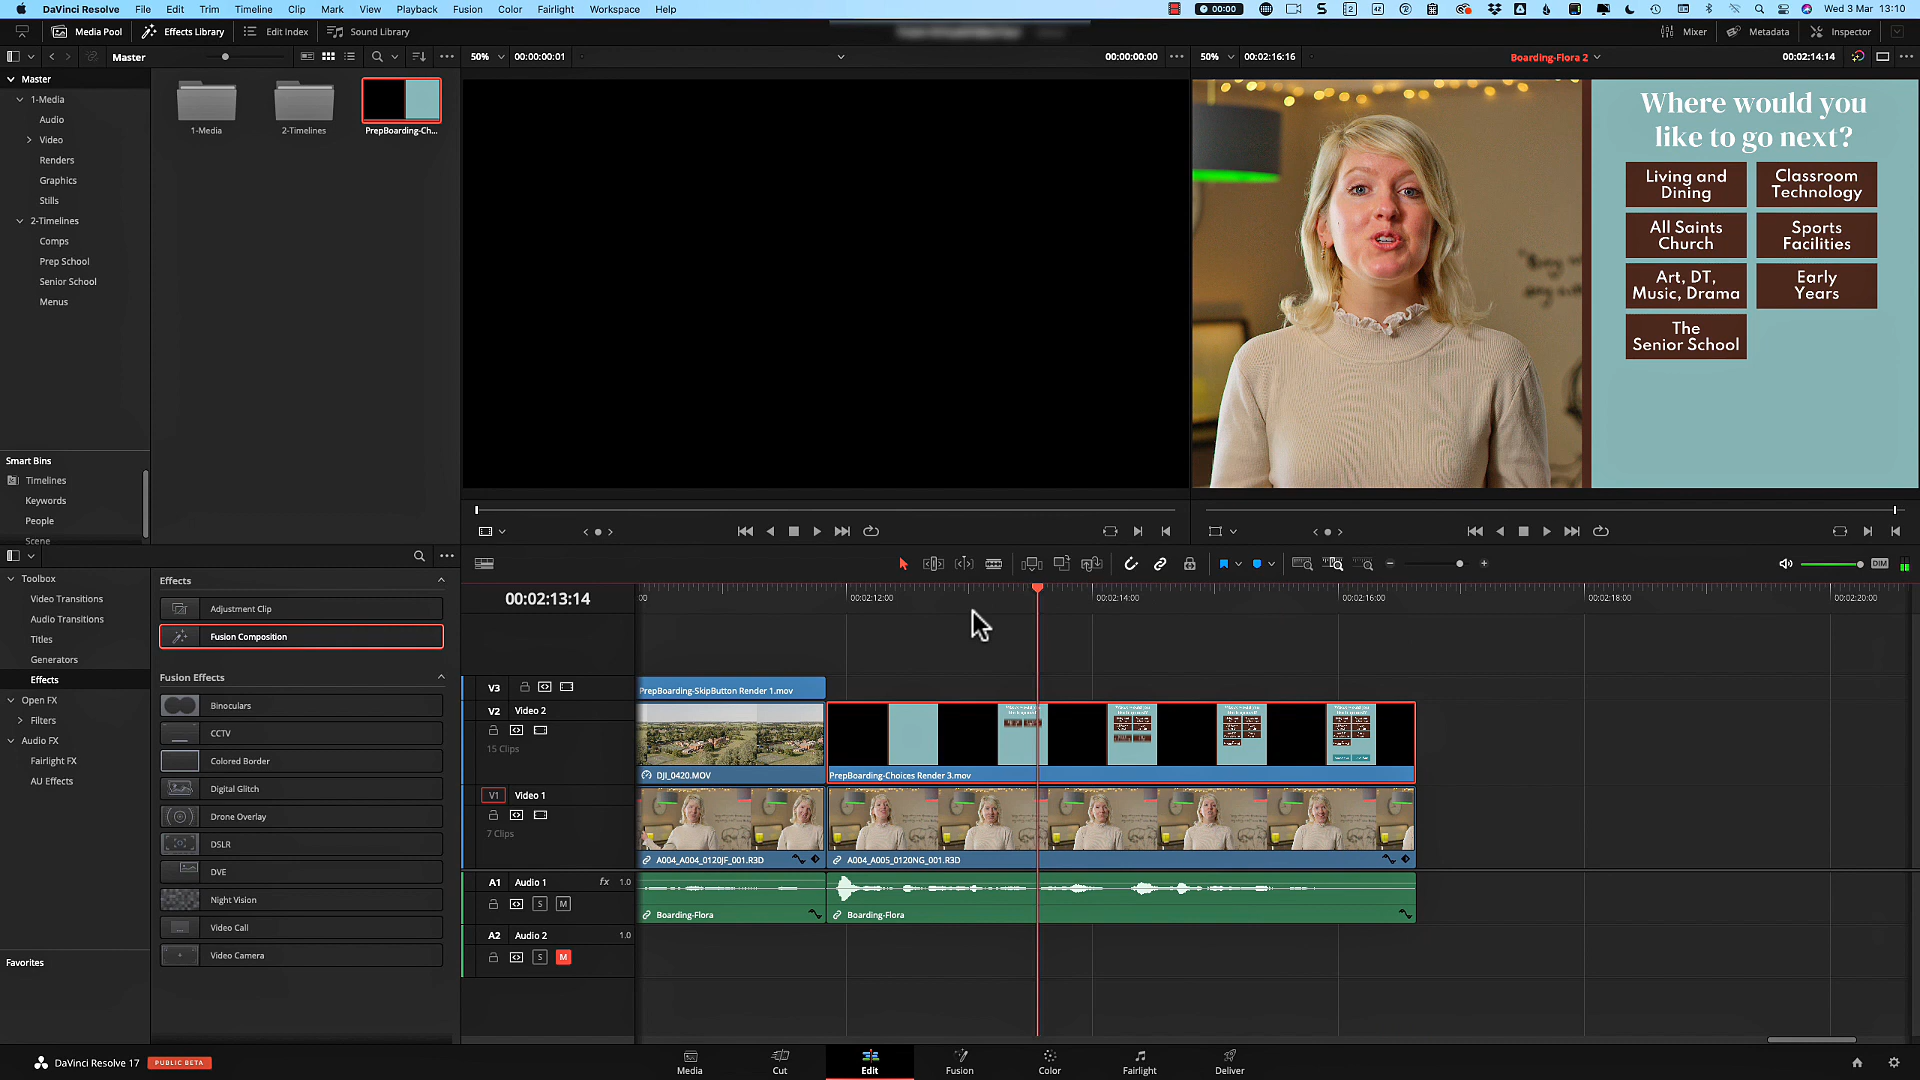 DaVinci Resolve File Edit Trim Timeline Clip Mark View Playback Fusion Color Fairlight Workspace Help 00:00 Wed 3 Mar 13:10
Media Pool Effects Library Edit Index Sound Library Mixer Metadata Inspector
Master 50% 00:00:00:01 00:00:00:00 50% 00:02:16:16 Boarding-Flora 2 00:02:14:14
Master
1-Media
Audio
Video
Renders
Graphics
Stills
2-Timelines
Comps
Prep School
Senior School
Menus
1-Media 2-Timelines PrepBoarding-Ch...
Where would you
like to go next?
Living and
Dining
Classroom
Technology
All Saints
Church
Sports
Facilities
Art, DT,
Music, Drama
Early
Years
The
Senior School
Smart Bins
Timelines
Keywords
People
Scene
Toolbox
Video Transitions
Audio Transitions
Titles
Generators
Effects
Open FX
Filters
Audio FX
Fairlight FX
AU Effects
Favorites
Effects
Adjustment Clip
Fusion Composition
Fusion Effects
Binoculars
CCTV
Colored Border
Digital Glitch
Drone Overlay
DSLR
DVE
Night Vision
Video Call
Video Camera
DIM
00:02:13:14 00 00:02:12:00 00:02:14:00 00:02:16:00 00:02:18:00 00:02:20:00
V3 PrepBoarding-SkipButton Render 1.mov
V2 Video 2
15 Clips
DJI_0420.MOV PrepBoarding-Choices Render 3.mov
V1 Video 1
7 Clips
A004_A004_0120JF_001.R3D A004_A005_0120NG_001.R3D
A1 Audio 1 fx 1.0
S M
Boarding-Flora Boarding-Flora
A2 Audio 2 1.0
S M
DaVinci Resolve 17 PUBLIC BETA
Media Cut Edit Fusion Color Fairlight Deliver